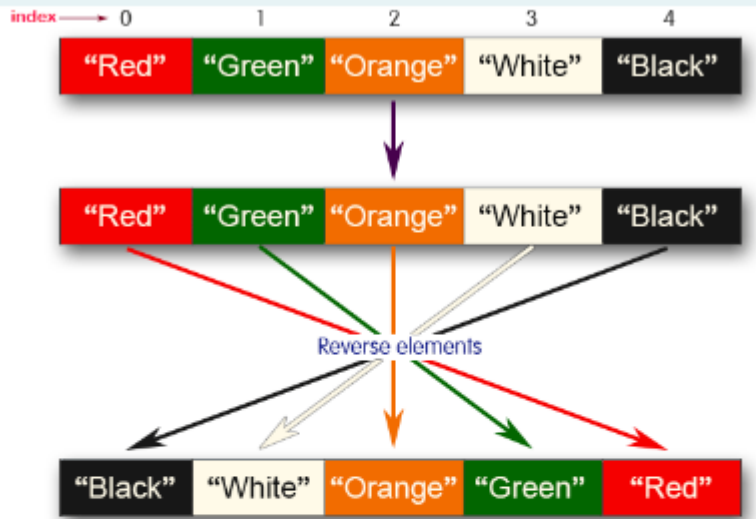 index 0 1 2 3 4
“Red” “Green” “Orange” “White” “Black”
“Red” “Green” “Orange” “White” “Black”
Reverse elements
“Black” “White” “Orange” “Green” “Red”